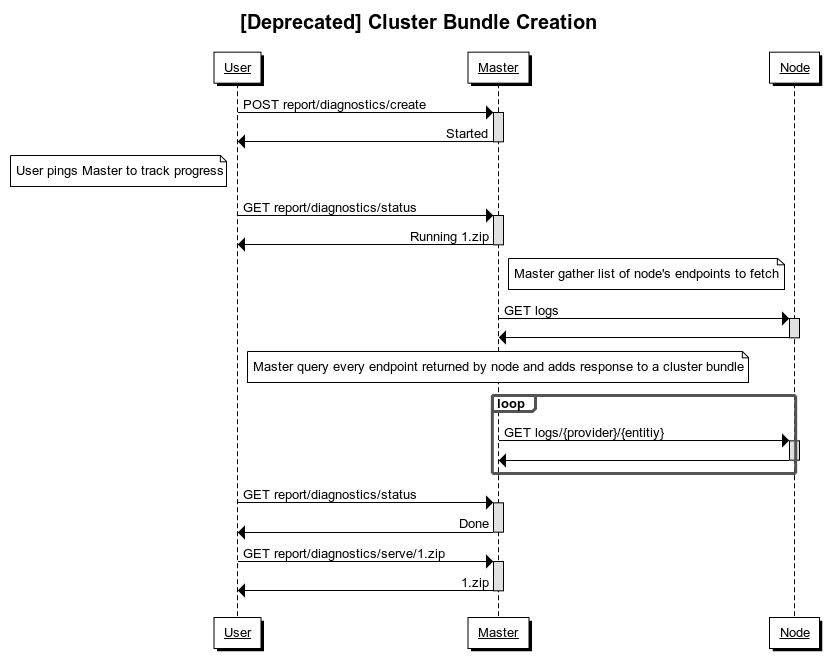 [Deprecated] Cluster Bundle Creation
User
Master
Node
POST report/diagnostics/create
Started
User pings Master to track progress
GET report/diagnostics/status
Running 1.zip
Master gather list of node's endpoints to fetch
GET logs
Master query every endpoint returned by node and adds response to a cluster bundle
loop
GET logs/{provider}/{entitiy}
GET report/diagnostics/status
Done
GET report/diagnostics/serve/1.zip
1.zip
User
Master
Node